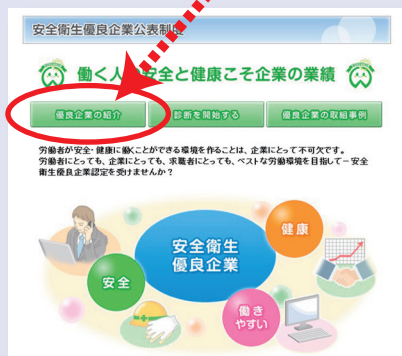 安全衛生優良企業公表制度
働く人の安全と健康こそ企業の業績
優良企業の紹介
診断を開始する
優良企業の取組事例
労働者が安全・健康に働くことができる環境を作ることは、企業にとって不可欠です。
労働者にとっても、企業にとっても、求職者にとっても、ベストな労働環境を目指して－安全
衛生優良企業認定を受けませんか？
安全衛生
優良企業
健康
安全
働き
やすい